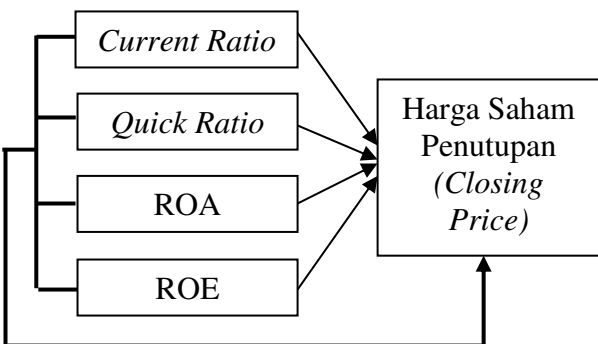 Current Ratio
Quick Ratio
ROA
ROE
Harga Saham
Penutupan
(Closing
Price)